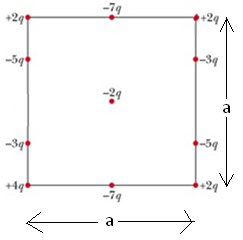 +2q -7q +2q
-5q -3q
-2q
a
-3q -5q
+4q -7q +2q
a